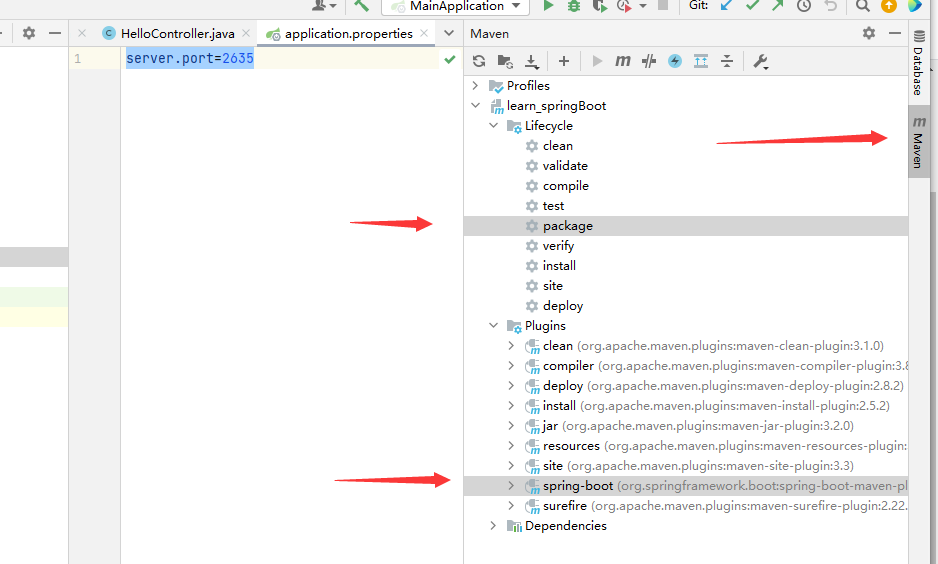 MainApplication
Git:
HelloController.java
application.properties
Maven
1
server.port=2635
Profiles
learn_springBoot
Lifecycle
clean
validate
compile
test
package
verify
install
site
deploy
Plugins
clean (org.apache.maven.plugins:maven-clean-plugin:3.1.0)
compiler (org.apache.maven.plugins:maven-compiler-plugin:3.8
deploy (org.apache.maven.plugins:maven-deploy-plugin:2.8.2)
install (org.apache.maven.plugins:maven-install-plugin:2.5.2)
jar (org.apache.maven.plugins:maven-jar-plugin:3.2.0)
resources (org.apache.maven.plugins:maven-resources-plugin:
site (org.apache.maven.plugins:maven-site-plugin:3.3)
spring-boot (org.springframework.boot:spring-boot-maven-pl
surefire (org.apache.maven.plugins:maven-surefire-plugin:2.22.
Dependencies
Database
Maven